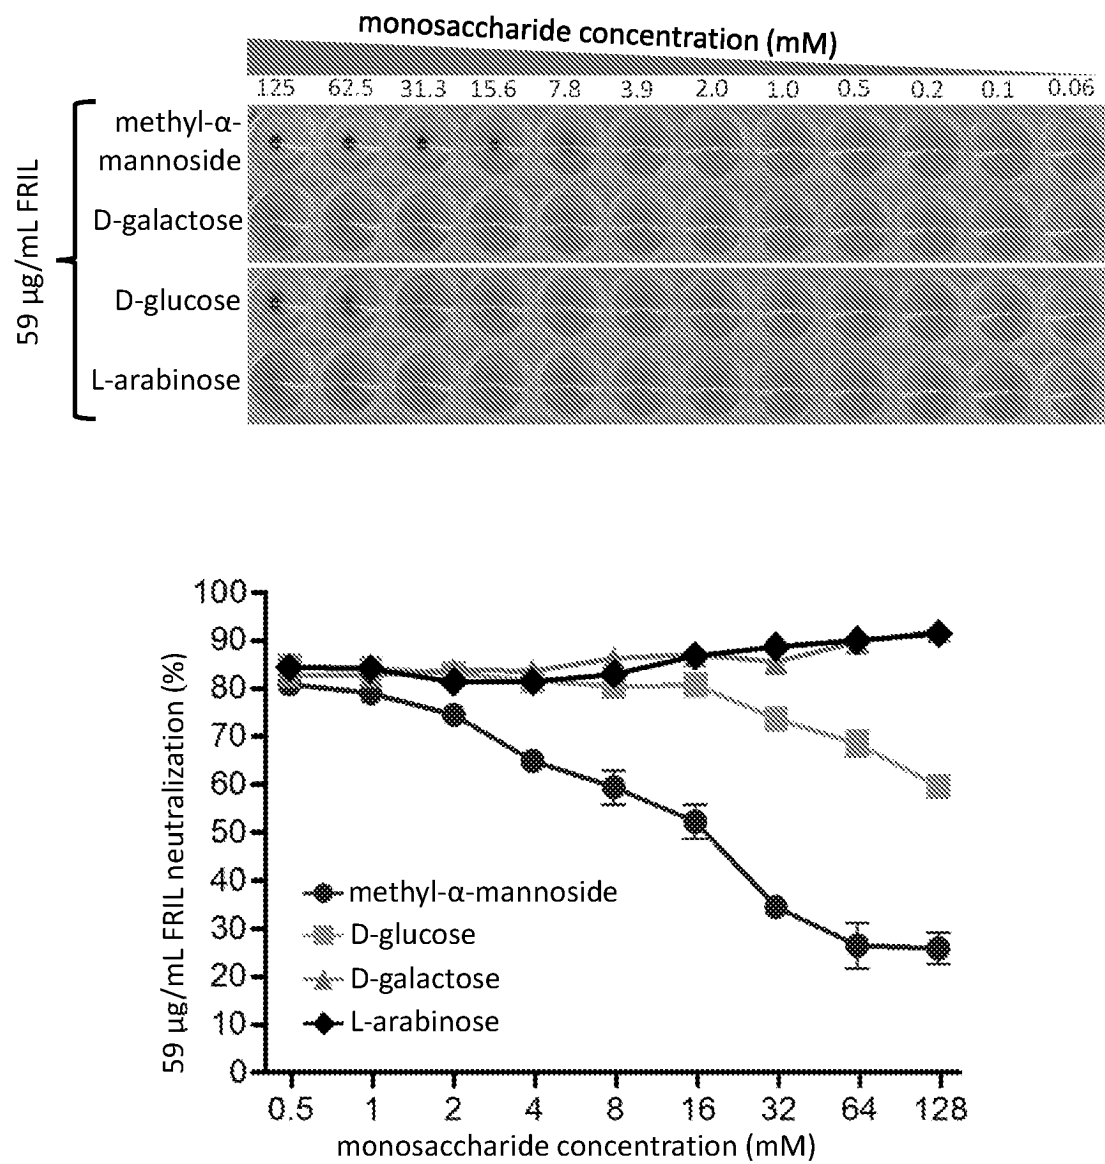 monosaccharide concentration (mM)
125 62.5 31.3 15.6 7.8 3.9 2.0 1.0 0.5 0.2 0.1 0.06
59 µg/mL FRIL
methyl-α-
mannoside
D-galactose
D-glucose
L-arabinose
59 µg/mL FRIL neutralization (%)
100
90
80
70
60
50
40
30
20
10
0
methyl-α-mannoside
D-glucose
D-galactose
L-arabinose
0.5 1 2 4 8 16 32 64 128
monosaccharide concentration (mM)